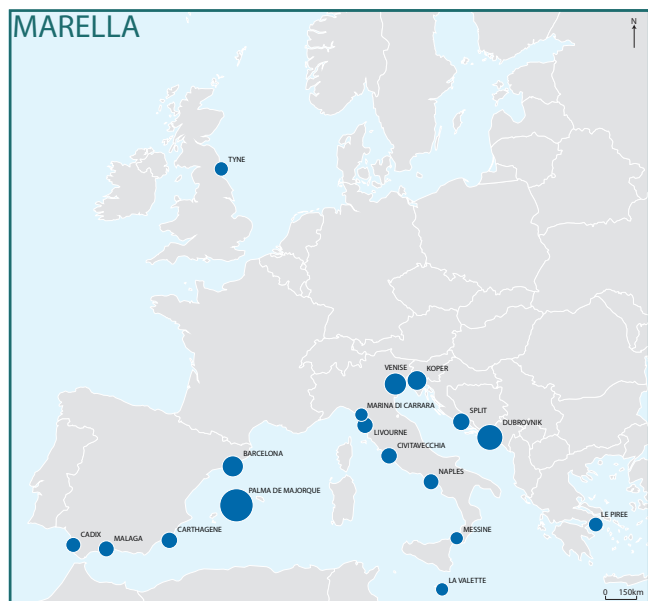 MARELLA
N
TYNE
VENISE
KOPER
MARINA DI CARRARA
LIVOURNE
SPLIT
DUBROVNIK
CIVITAVECCHIA
BARCELONA
NAPLES
PALMA DE MAJORQUE
LE PIREE
CADIX
MALAGA
CARTHAGENE
MESSINE
LA VALETTE
0 150km